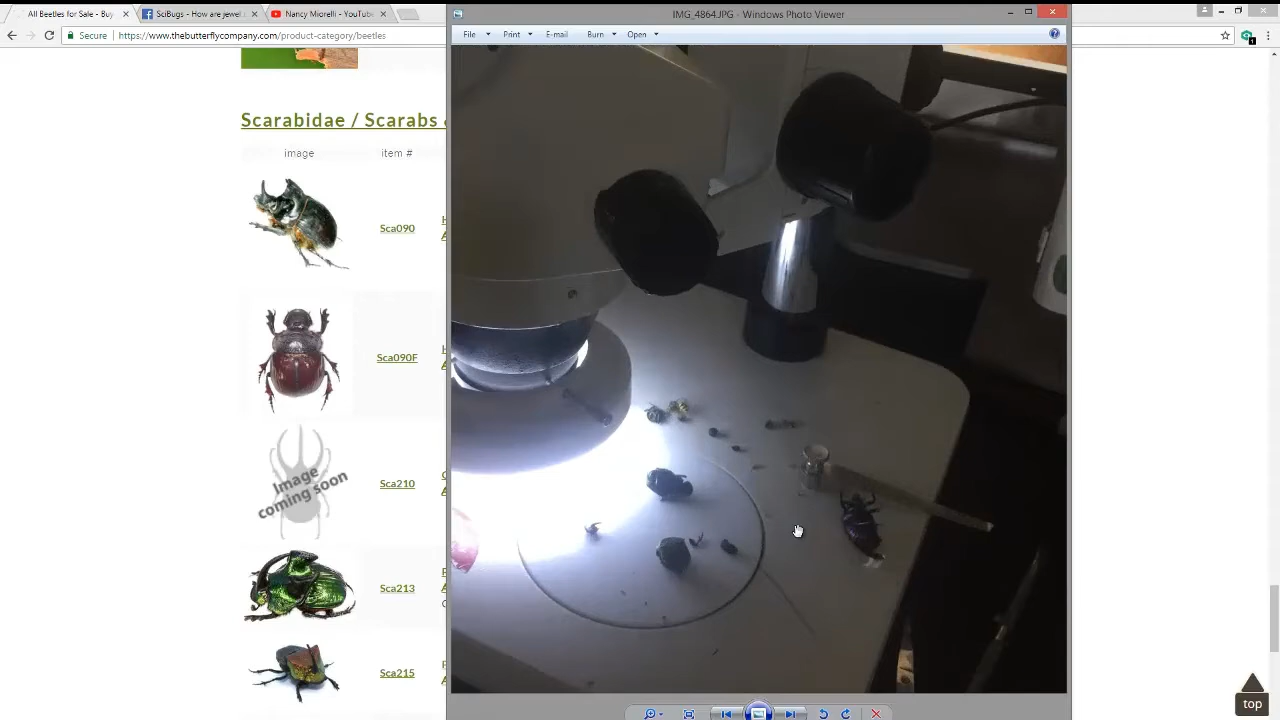 All Beetles for Sale - Buy
SciBugs - How are jewel
Nancy Morelli - YouTube
IMG_4864.JPG - Windows Photo Viewer
Secure
https://www.thebutterflycompany.com/product-category/beetles
File
Print
E-mail
Burn
Open
Scarabidae / Scarabs
image
item #
Sca090
Sca090F
Image
coming soon
Sca210
Sca213
Sca215
top